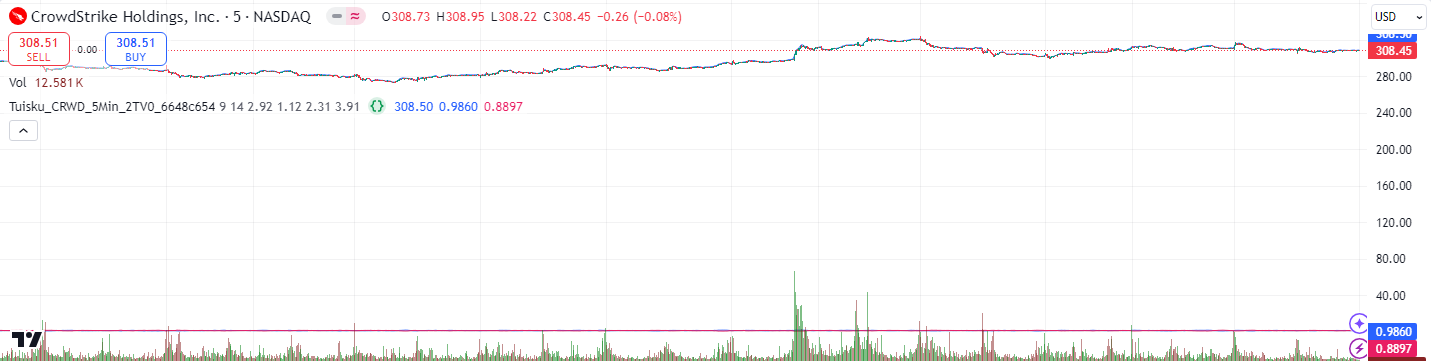 CrowdStrike Holdings, Inc. · 5 · NASDAQ O308.73 H308.95 L308.22 C308.45 −0.26 (−0.08%)
USD
308.51 SELL
0.00
308.51 BUY
308.50
308.45
Vol 12.581 K
280.00
Tuisku_CRWD_5Min_2TV0_6648c654 9 14 2.92 1.12 2.31 3.91 {} 308.50 0.9860 0.8897
240.00
200.00
160.00
120.00
80.00
40.00
0.9860
0.8897